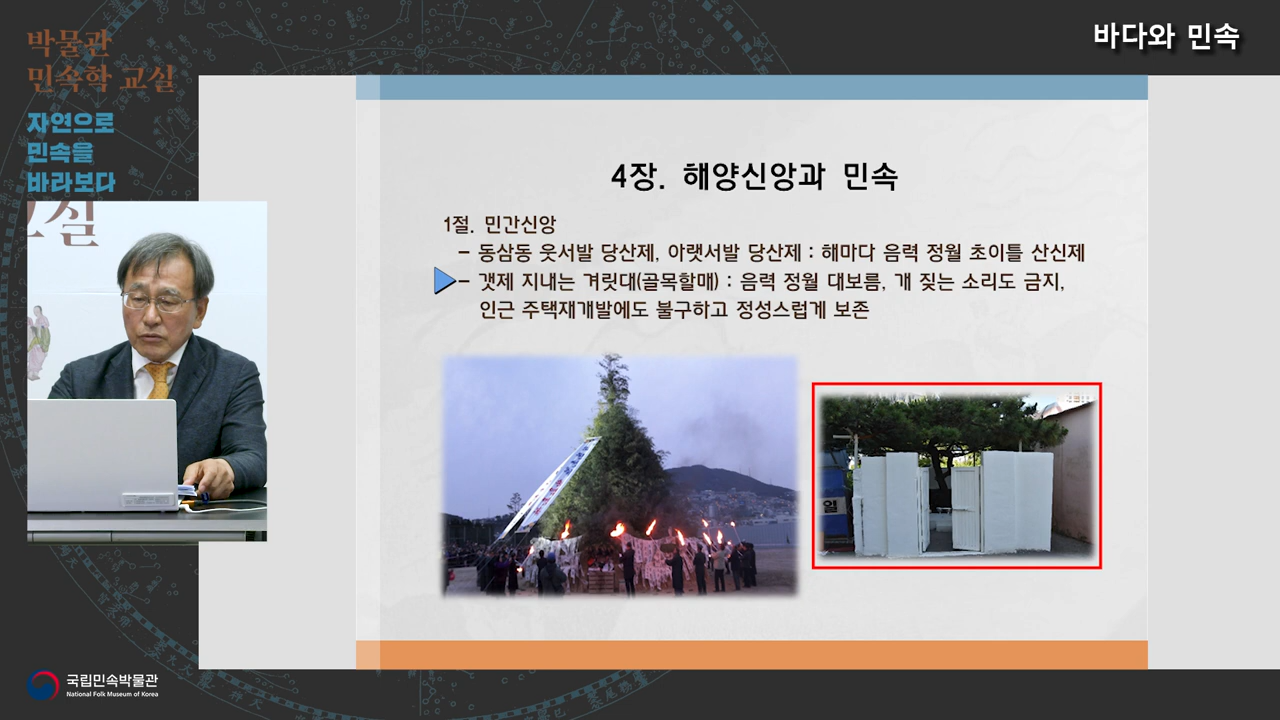 바다와 민속
박물관
민속학 교실
자연으로
민속을
바라보다
교실
4장. 해양신앙과 민속
1절. 민간신앙
- 동삼동 웃서발 당산제, 아랫서발 당산제 : 해마다 음력 정월 초이틀 산신제
- 갯제 지내는 겨릿대(골목할매) : 음력 정월 대보름, 개 짖는 소리도 금지,
인근 주택재개발에도 불구하고 정성스럽게 보존
일
국립민속박물관
National Folk Museum of Korea